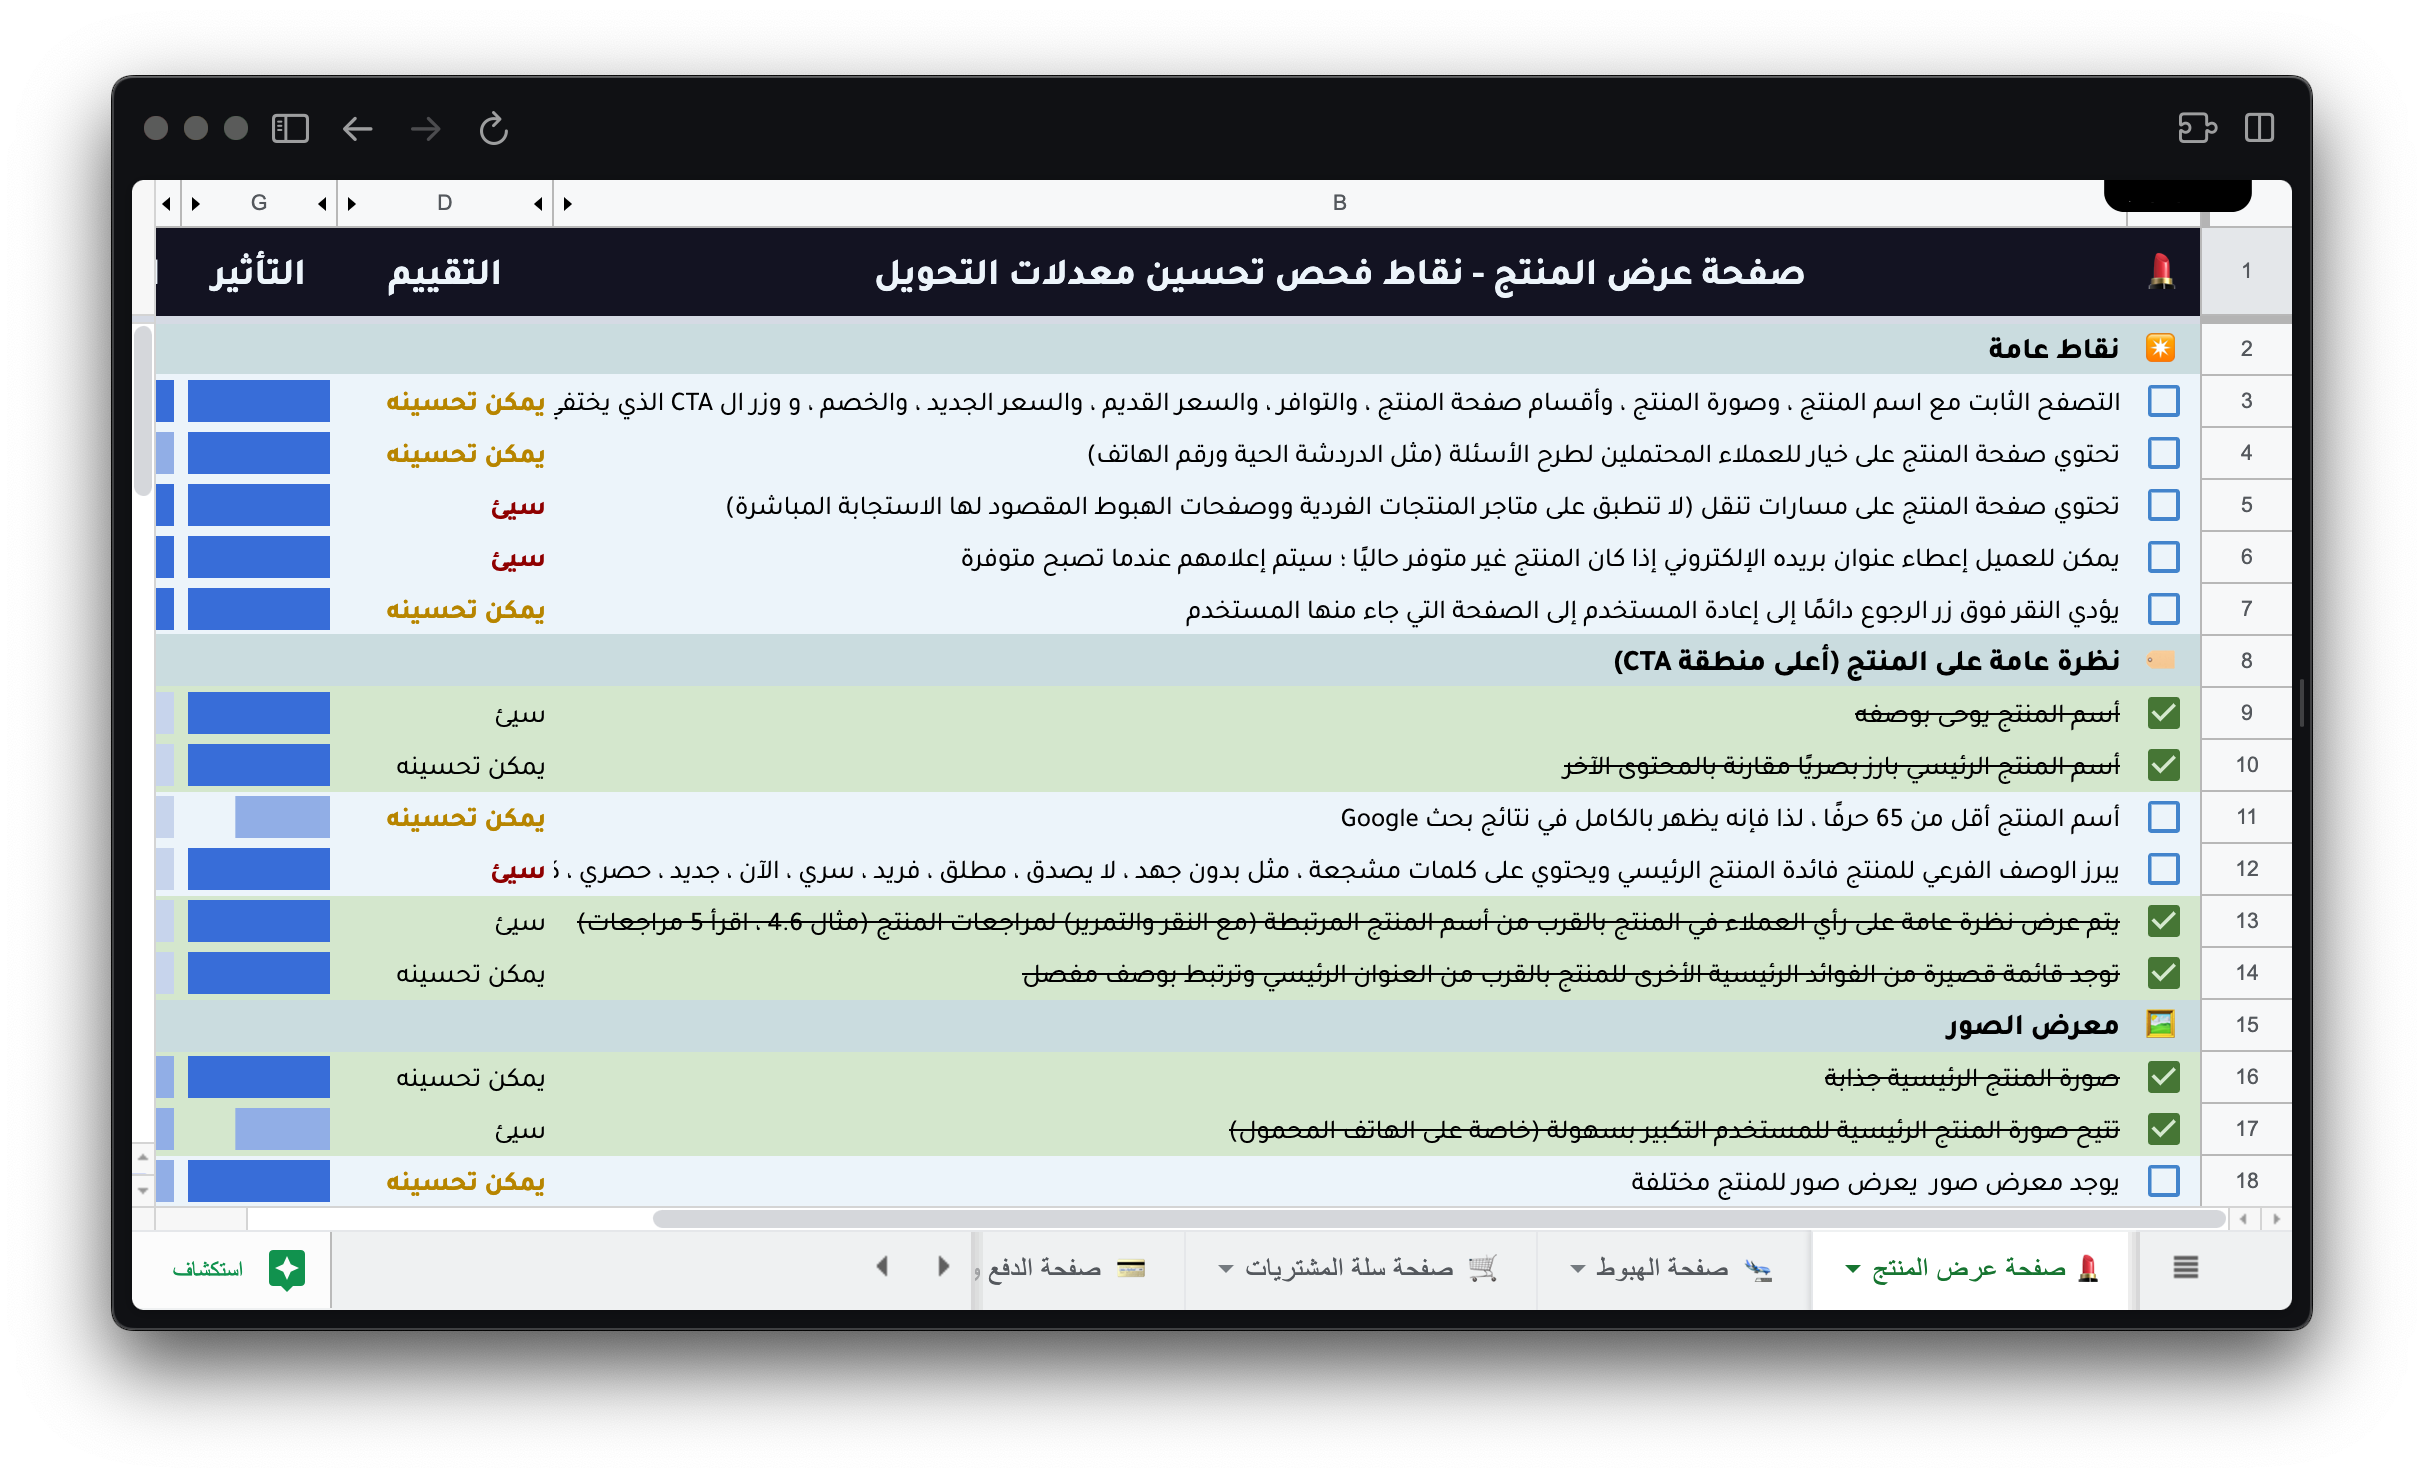 B
D
G
1
صفحة عرض المنتج - نقاط فحص تحسين معدلات التحويل
التقييم
التأثير
2
نقاط عامة
3
التصفح الثابت مع اسم المنتج ، وصورة المنتج ، وأقسام صفحة المنتج ، والتوافر ، والسعر القديم ، والسعر الجديد ، والخصم ، و وزر ال CTA الذي يختفي
يمكن تحسينه
4
تحتوي صفحة المنتج على خيار للعملاء المحتملين لطرح الأسئلة (مثل الدردشة الحية ورقم الهاتف)
يمكن تحسينه
5
تحتوي صفحة المنتج على مسارات تنقل (لا تنطبق على متاجر المنتجات الفردية ووصفحات الهبوط المقصود لها الاستجابة المباشرة)
سيئ
6
يمكن للعميل إعطاء عنوان بريده الإلكتروني إذا كان المنتج غير متوفر حاليًا ؛ سيتم إعلامهم عندما تصبح متوفرة
سيئ
7
يؤدي النقر فوق زر الرجوع دائمًا إلى إعادة المستخدم إلى الصفحة التي جاء منها المستخدم
يمكن تحسينه
8
نظرة عامة على المنتج (أعلى منطقة CTA)
9
أسم المنتج يوحى بوصفه
سيئ
10
أسم المنتج الرئيسي بارز بصريًا مقارنة بالمحتوى الآخر
يمكن تحسينه
11
أسم المنتج أقل من 65 حرفًا ، لذا فإنه يظهر بالكامل في نتائج بحث Google
يمكن تحسينه
12
يبرز الوصف الفرعي للمنتج فائدة المنتج الرئيسي ويحتوي على كلمات مشجعة ، مثل بدون جهد ، لا يصدق ، مطلق ، فريد ، سري ، الآن ، جديد ، حصري ،
سيئ
13
يتم عرض نظرة عامة على رأي العملاء في المنتج بالقرب من أسم المنتج المرتبطة (مع النقر والتمرير) لمراجعات المنتج (مثال 4.6 ، اقرأ 5 مراجعات)
سيئ
14
توجد قائمة قصيرة من الفوائد الرئيسية الأخرى للمنتج بالقرب من العنوان الرئيسي وترتبط بوصف مفصل
يمكن تحسينه
15
معرض الصور
16
صورة المنتج الرئيسية جذابة
يمكن تحسينه
17
تتيح صورة المنتج الرئيسية للمستخدم التكبير بسهولة (خاصة على الهاتف المحمول)
سيئ
18
يوجد معرض صور يعرض صور للمنتج مختلفة
يمكن تحسينه
صفحة عرض المنتج
صفحة الهبوط
صفحة سلة المشتريات
صفحة الدفع و
استكشاف